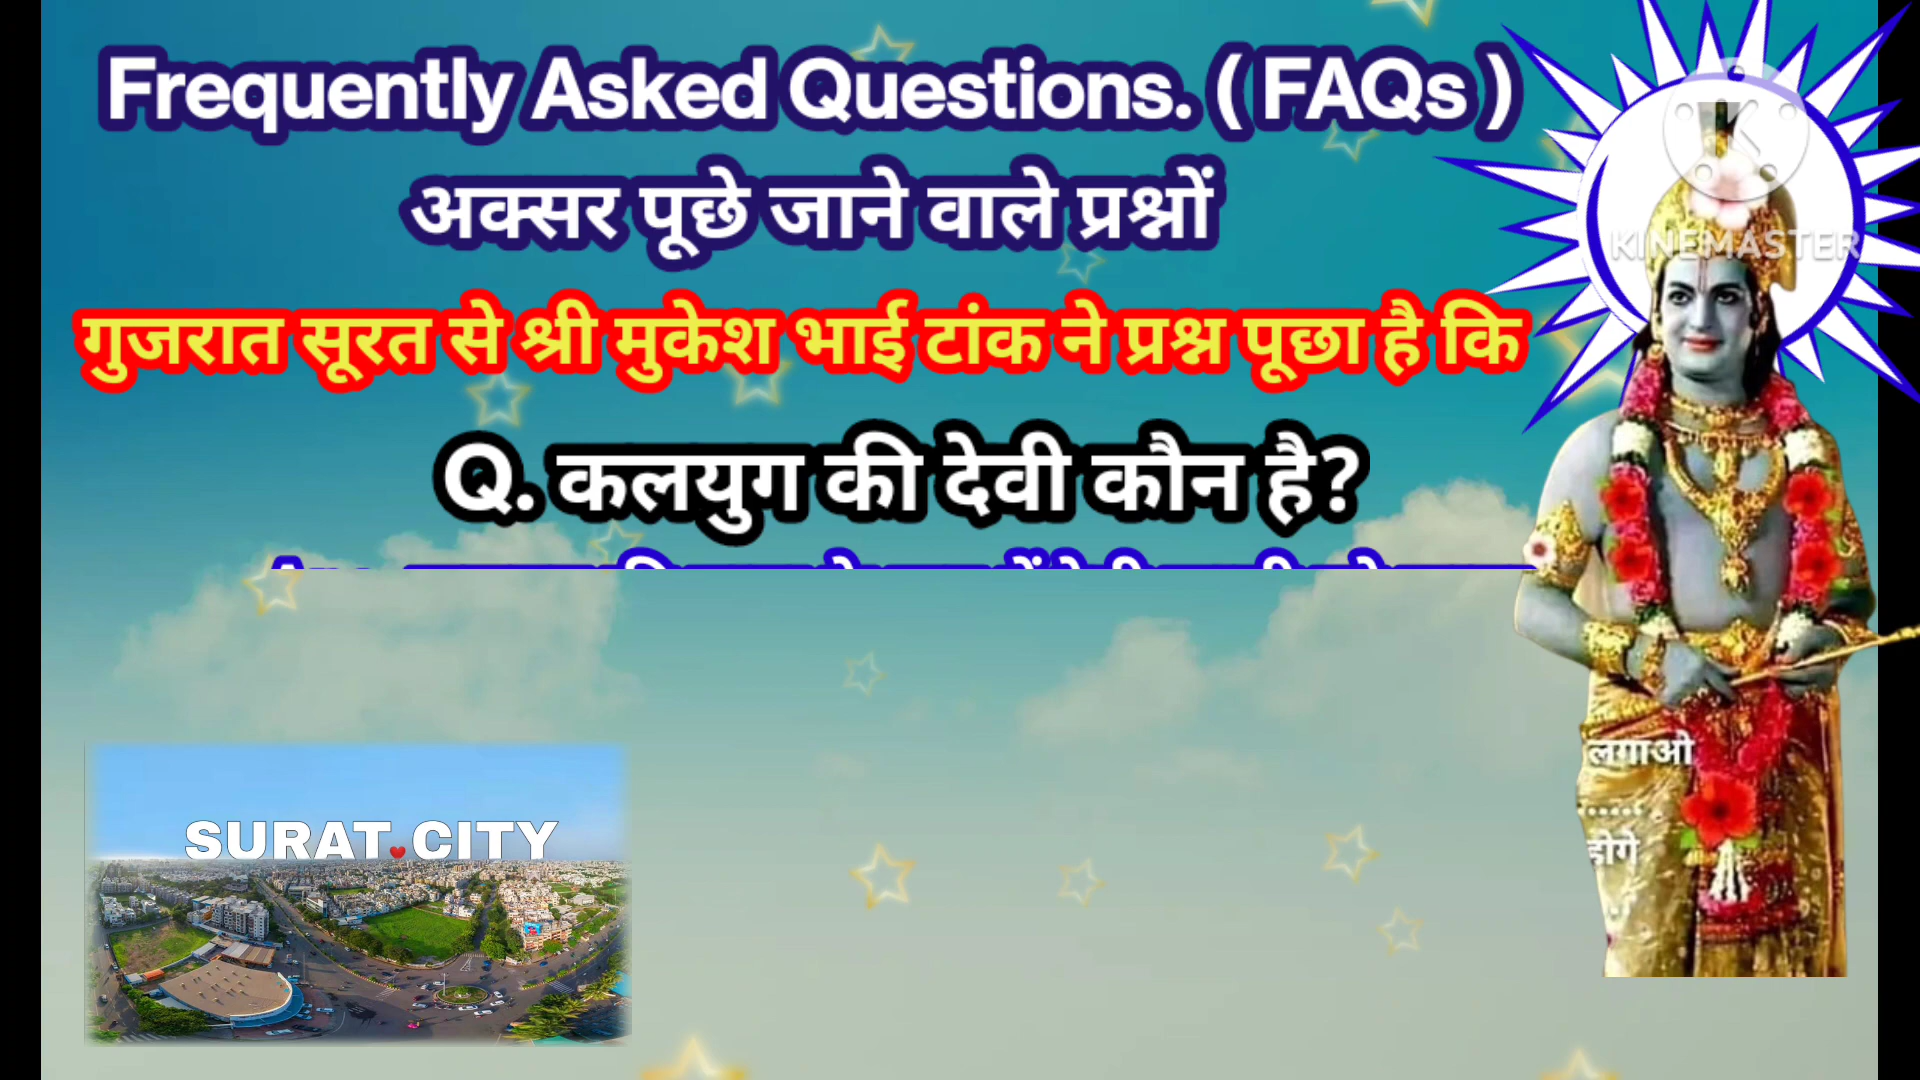 Frequently Asked Questions. ( FAQs )
अक्सर पूछे जाने वाले प्रश्नों
गुजरात सूरत से श्री मुकेश भाई टांक ने प्रश्न पूछा है कि
Q. कलयुग की देवी कौन है?
KINEMASTER
लगाओ
......
होगे
SURAT CITY